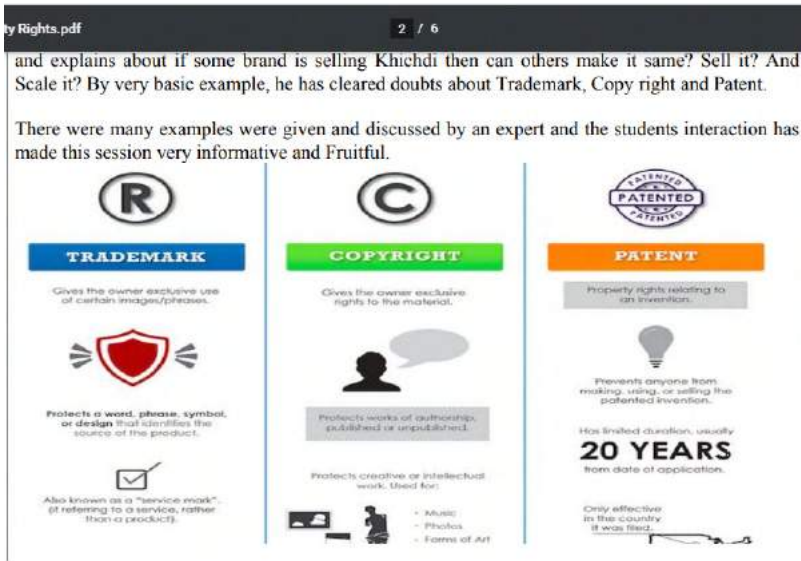 ty Rights.pdf
2 / 6
and explains about if some brand is selling Khichdi then can others make it same? Sell it? And
Scale it? By very basic example, he has cleared doubts about Trademark, Copy right and Patent.
There were many examples were given and discussed by an expert and the students interaction has
made this session very informative and Fruitful.
R
TRADEMARK
Gives the owner exclusive use
of certain images/phrases.
Protects a word, phrase, symbol,
or design that identifies the
source of the product.
Also known as a "service mark".
(if referring to a service, rather
than a product).
C
COPYRIGHT
Gives the owner exclusive
rights to the material.
Protects works of authorship,
published or unpublished.
Protects creative or intellectual
work. Used for:
- Music
- Photos
- Forms of Art
PATENTED
PATENTED
PATENTED
PATENT
Property rights relating to
an invention.
Prevents anyone from
making, using, or selling the
patented invention.
Has limited duration, usually
20 YEARS
from date of application.
Only effective
in the country
it was filed.